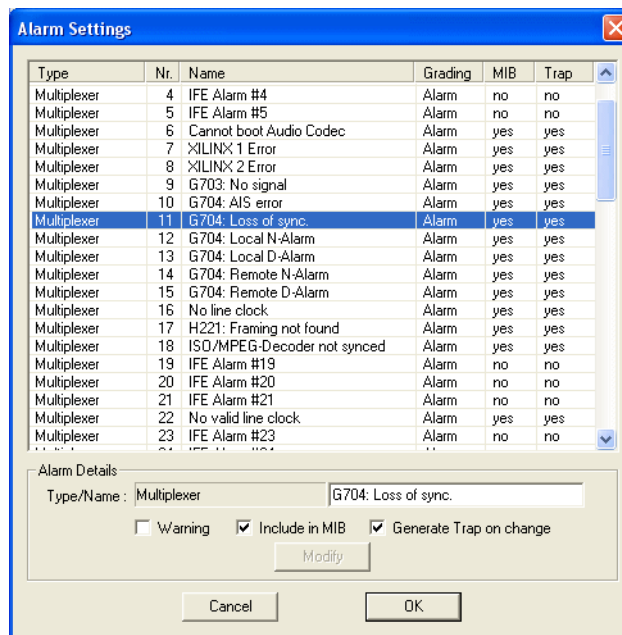 Alarm Settings
Type Nr. Name Grading MIB Trap
Multiplexer 4 IFE Alarm #4 Alarm no no
Multiplexer 5 IFE Alarm #5 Alarm no no
Multiplexer 6 Cannot boot Audio Codec Alarm yes yes
Multiplexer 7 XILINX 1 Error Alarm yes yes
Multiplexer 8 XILINX 2 Error Alarm yes yes
Multiplexer 9 G703: No signal Alarm yes yes
Multiplexer 10 G704: AIS error Alarm yes yes
Multiplexer 11 G704: Loss of sync. Alarm yes yes
Multiplexer 12 G704: Local N-Alarm Alarm yes yes
Multiplexer 13 G704: Local D-Alarm Alarm yes yes
Multiplexer 14 G704: Remote N-Alarm Alarm yes yes
Multiplexer 15 G704: Remote D-Alarm Alarm yes yes
Multiplexer 16 No line clock Alarm yes yes
Multiplexer 17 H221: Framing not found Alarm yes yes
Multiplexer 18 ISO/MPEG-Decoder not synced Alarm yes yes
Multiplexer 19 IFE Alarm #19 Alarm no no
Multiplexer 20 IFE Alarm #20 Alarm no no
Multiplexer 21 IFE Alarm #21 Alarm no no
Multiplexer 22 No valid line clock Alarm yes yes
Multiplexer 23 IFE Alarm #23 Alarm no no
Alarm Details
Type/Name : Multiplexer G704: Loss of sync.
Warning Include in MIB Generate Trap on change
Modify
Cancel OK